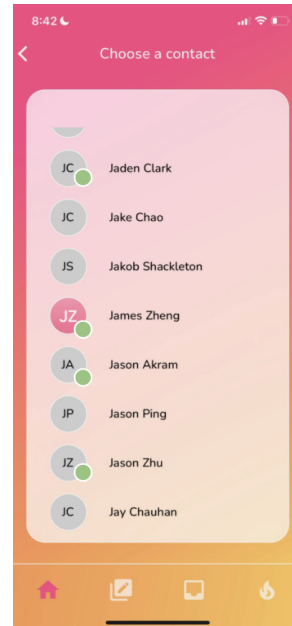 8:42
Choose a contact
JC Jaden Clark
JC Jake Chao
JS Jakob Shackleton
JZ James Zheng
JA Jason Akram
JP Jason Ping
JZ Jason Zhu
JC Jay Chauhan